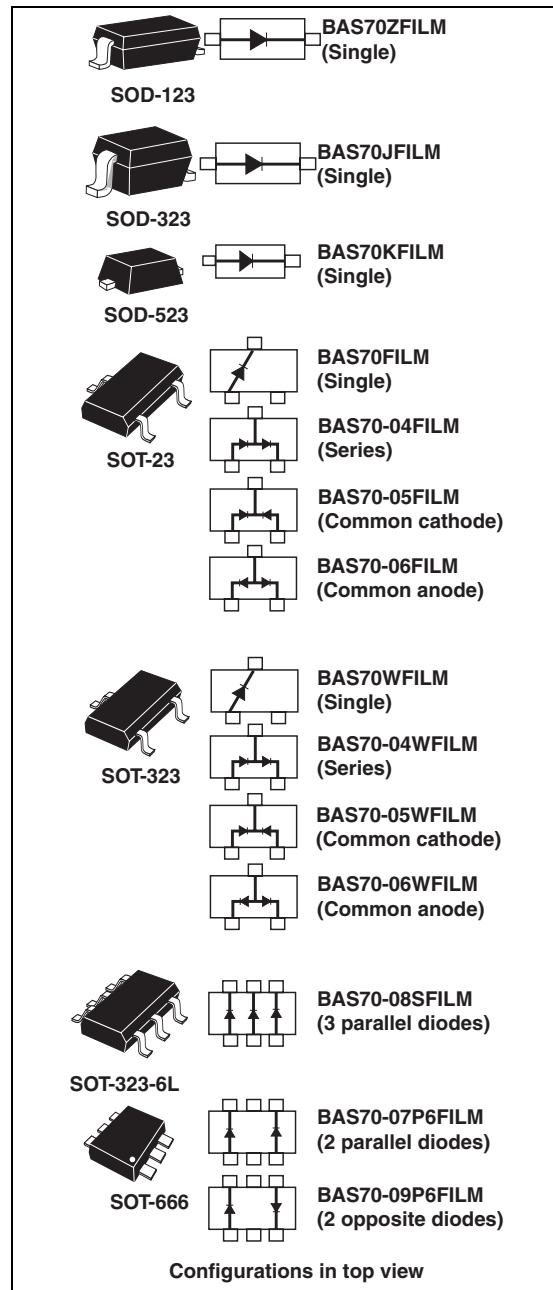 BAS70ZFILM
(Single)
SOD-123
BAS70JFILM
(Single)
SOD-323
BAS70KFILM
(Single)
SOD-523
BAS70FILM
(Single)
BAS70-04FILM
(Series)
SOT-23
BAS70-05FILM
(Common cathode)
BAS70-06FILM
(Common anode)
BAS70WFILM
(Single)
BAS70-04WFILM
(Series)
SOT-323
BAS70-05WFILM
(Common cathode)
BAS70-06WFILM
(Common anode)
BAS70-08SFILM
(3 parallel diodes)
SOT-323-6L
BAS70-07P6FILM
(2 parallel diodes)
SOT-666
BAS70-09P6FILM
(2 opposite diodes)
Configurations in top view